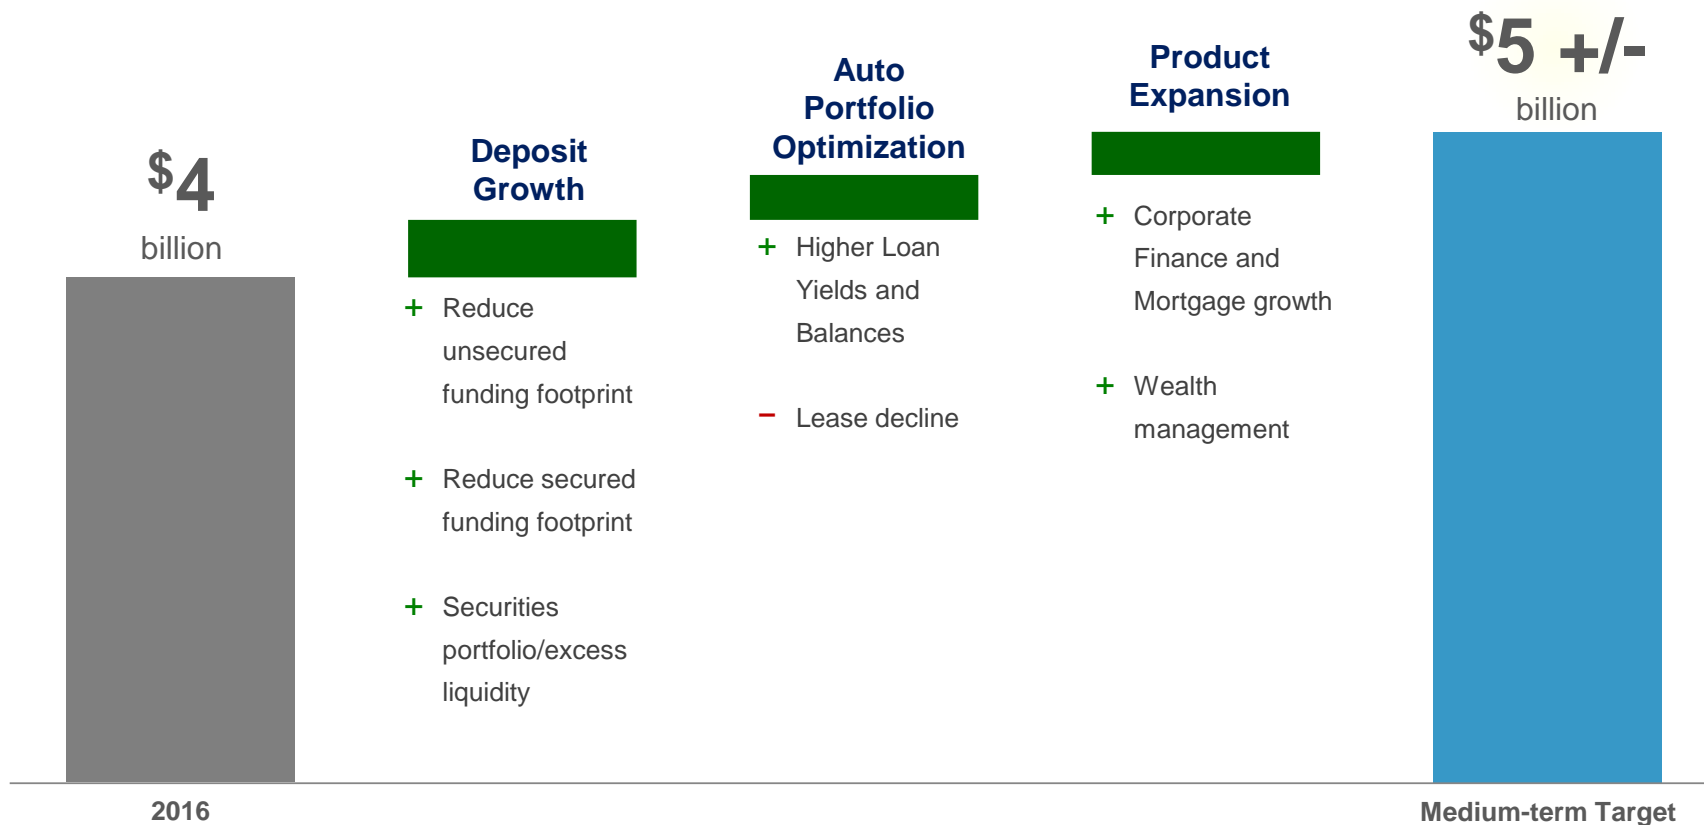 $4
billion
2016
Deposit
Growth
+ Reduce
unsecured
funding footprint
+ Reduce secured
funding footprint
+ Securities
portfolio/excess
liquidity
Auto
Portfolio
Optimization
+ Higher Loan
Yields and
Balances
− Lease decline
Product
Expansion
+ Corporate
Finance and
Mortgage growth
+ Wealth
management
$5 +/-
billion
Medium-term Target